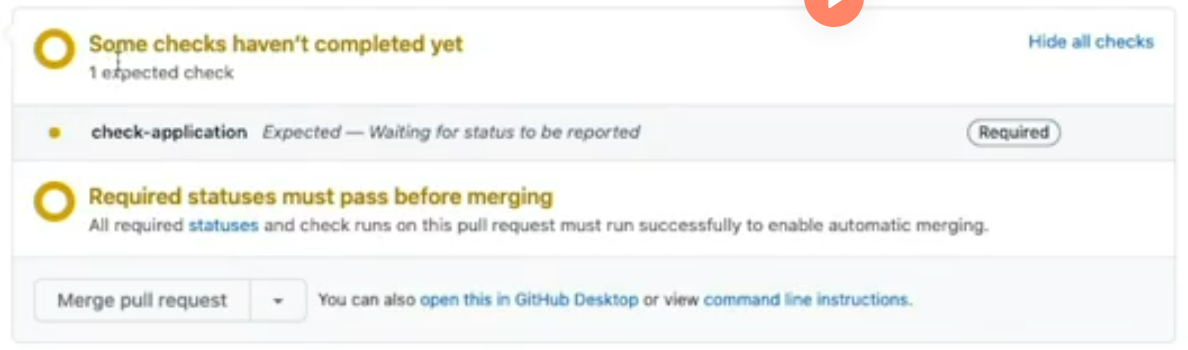 Some checks haven't completed yet
Hide all checks
1 expected check
check-application Expected — Waiting for status to be reported Required
Required statuses must pass before merging
All required statuses and check runs on this pull request must run successfully to enable automatic merging.
Merge pull request You can also open this in GitHub Desktop or view command line instructions.